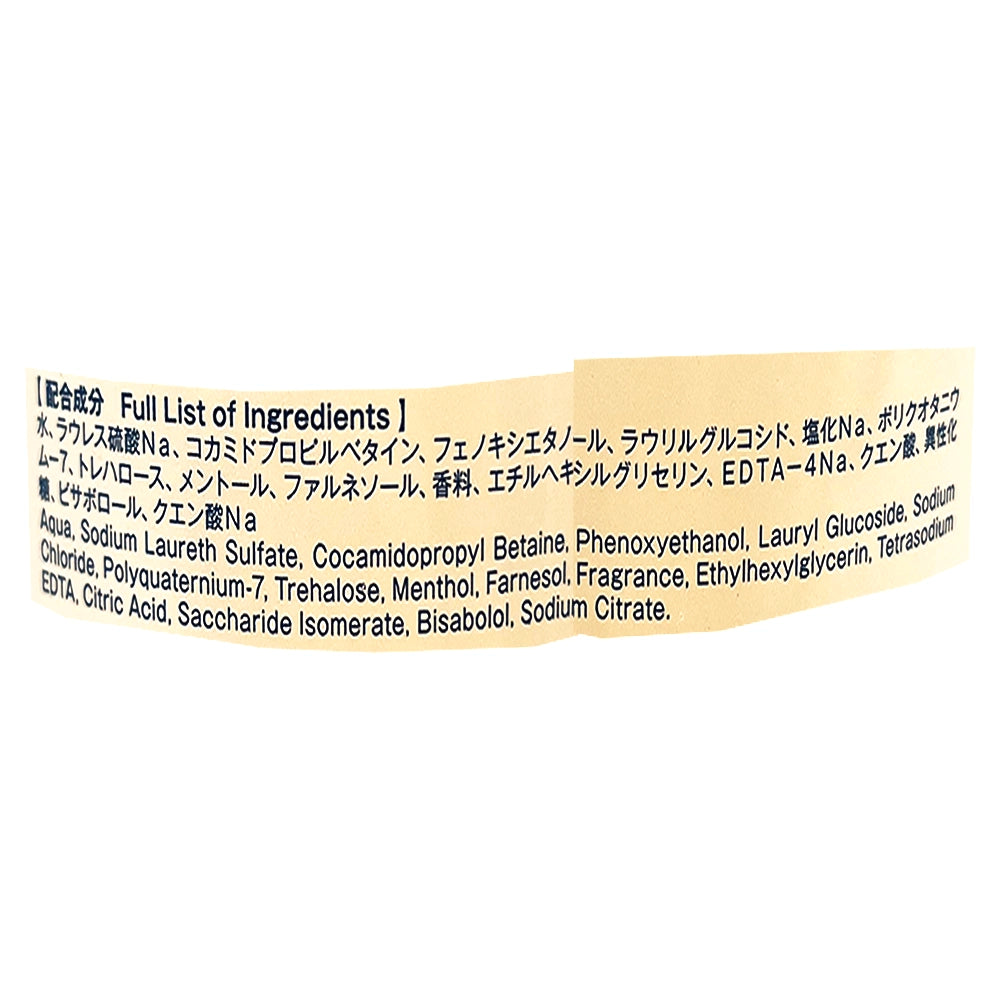 【配合成分 Full List of Ingredients】
水、ラウレス硫酸Na、コカミドプロピルベタイン、フェノキシエタノール、ラウリルグルコシド、塩化Na、ポリクオタニウ
ム−7、トレハロース、メントール、ファルネソール、香料、エチルヘキシルグリセリン、EDTA−4Na、クエン酸、異性化
糖、ビサボロール、クエン酸Na
Aqua, Sodium Laureth Sulfate, Cocamidopropyl Betaine, Phenoxyethanol, Lauryl Glucoside, Sodium
Chloride, Polyquaternium-7, Trehalose, Menthol, Farnesol, Fragrance, Ethylhexylglycerin, Tetrasodium
EDTA, Citric Acid, Saccharide Isomerate, Bisabolol, Sodium Citrate.